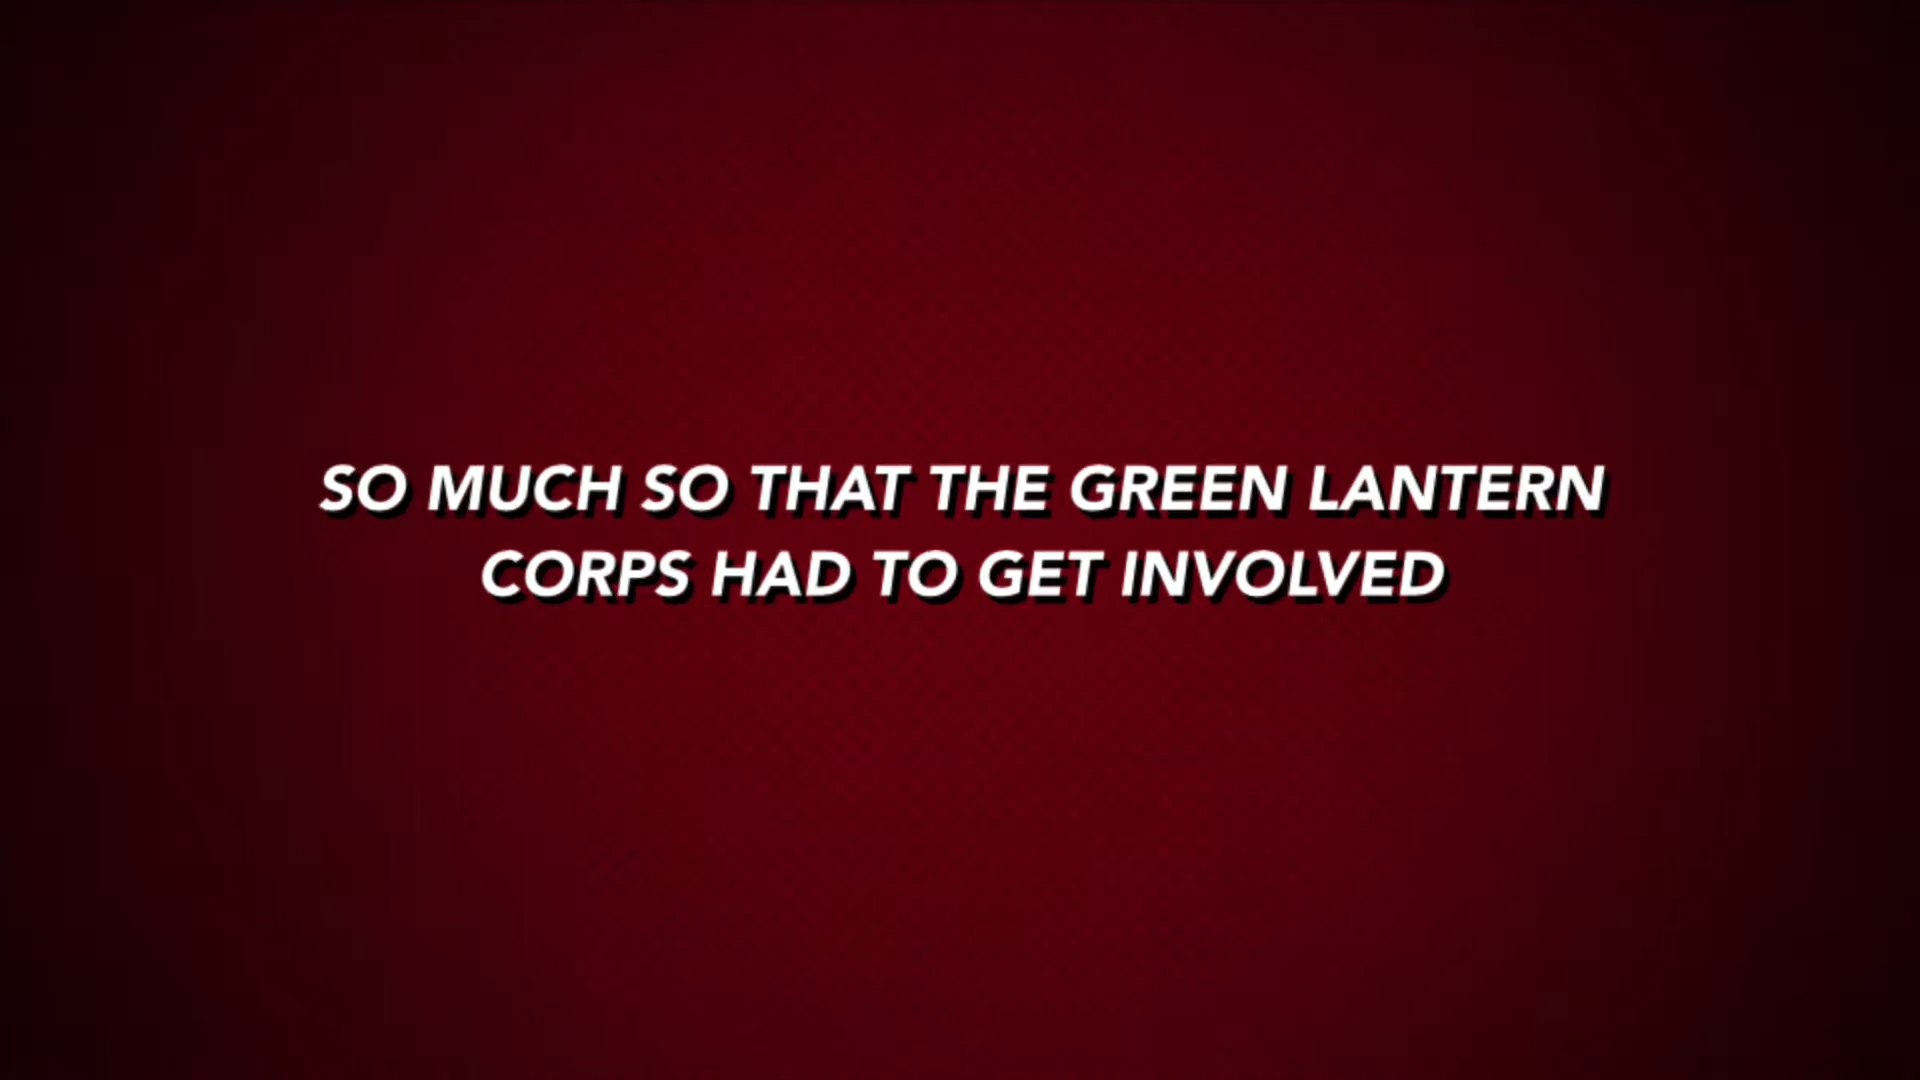 SO MUCH SO THAT THE GREEN LANTERN
CORPS HAD TO GET INVOLVED